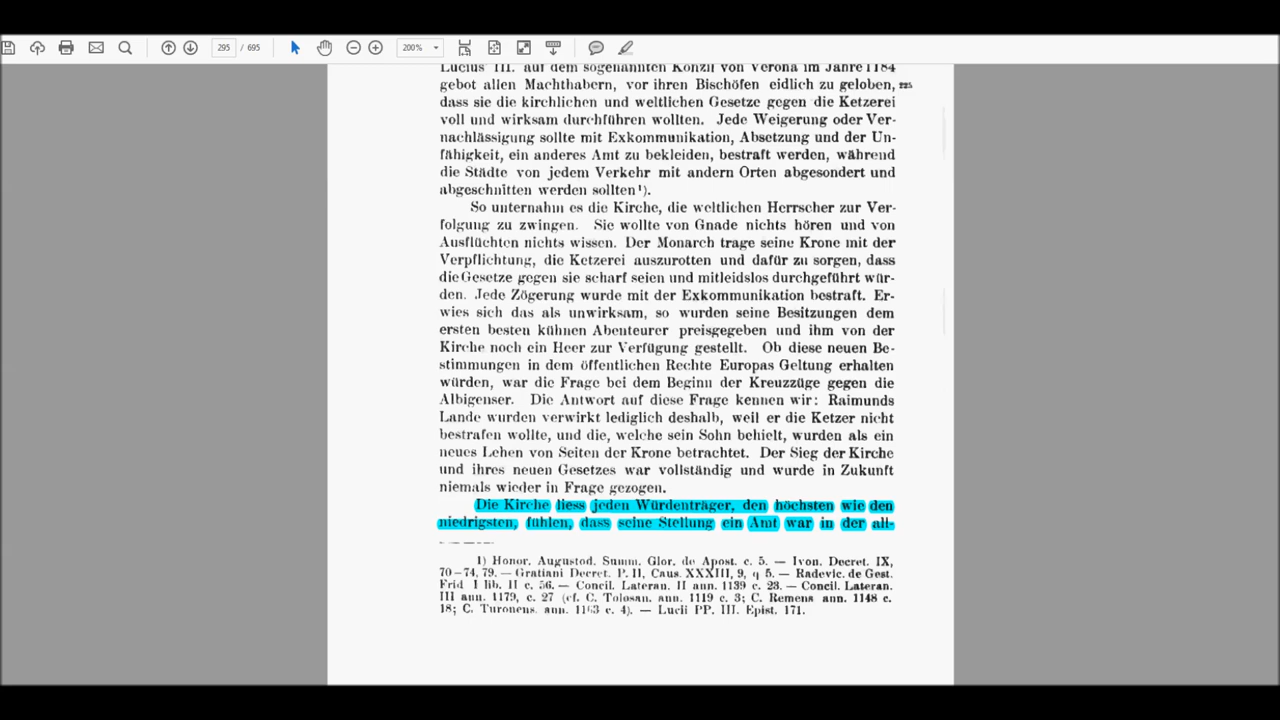 295 / 695
200%
Lucius III. auf dem sogenannten Konzil von Verona im Jahre 1184
gebot allen Machthabern, vor ihren Bischöfen eidlich zu geloben,
dass sie die kirchlichen und weltlichen Gesetze gegen die Ketzerei
voll und wirksam durchführen wollten. Jede Weigerung oder Ver-
nachlässigung sollte mit Exkommunikation, Absetzung und der Un-
fähigkeit, ein anderes Amt zu bekleiden, bestraft werden, während
die Städte von jedem Verkehr mit andern Orten abgesondert und
abgeschnitten werden sollten ¹).
So unternahm es die Kirche, die weltlichen Herrscher zur Ver-
folgung zu zwingen. Sie wollte von Gnade nichts hören und von
Ausflüchten nichts wissen. Der Monarch trage seine Krone mit der
Verpflichtung, die Ketzerei auszurotten und dafür zu sorgen, dass
die Gesetze gegen sie scharf seien und mitleidslos durchgeführt wür-
den. Jede Zögerung wurde mit der Exkommunikation bestraft. Er-
wies sich das als unwirksam, so wurden seine Besitzungen dem
ersten besten kühnen Abenteurer preisgegeben und ihm von der
Kirche noch ein Heer zur Verfügung gestellt. Ob diese neuen Be-
stimmungen in dem öffentlichen Rechte Europas Geltung erhalten
würden, war die Frage bei dem Beginn der Kreuzzüge gegen die
Albigenser. Die Antwort auf diese Frage kennen wir: Raimunds
Lande wurden verwirkt lediglich deshalb, weil er die Ketzer nicht
bestrafen wollte, und die, welche sein Sohn behielt, wurden als ein
neues Lehen von Seiten der Krone betrachtet. Der Sieg der Kirche
und ihres neuen Gesetzes war vollständig und wurde in Zukunft
niemals wieder in Frage gezogen.
Die Kirche liess jeden Würdenträger, den höchsten wie den
niedrigsten, fühlen, dass seine Stellung ein Amt war in der all-
1) Honor. Augustod. Summ. Glor. de Apost. c. 5. — Ivon. Decret. IX,
70—74, 79. — Gratiani Decret. P. II, Caus. XXXIII, 9, q 5. — Radevic. de Gest.
Frid I lib. II c. 56. — Concil. Lateran. II ann. 1139 c. 23. — Concil. Lateran.
III ann. 1179, c. 27 (cf. C. Tolosan. ann. 1119 c. 3; C. Remens ann. 1148 c.
18; C. Turonens. ann. 1163 c. 4). — Lucii PP. III. Epist. 171.